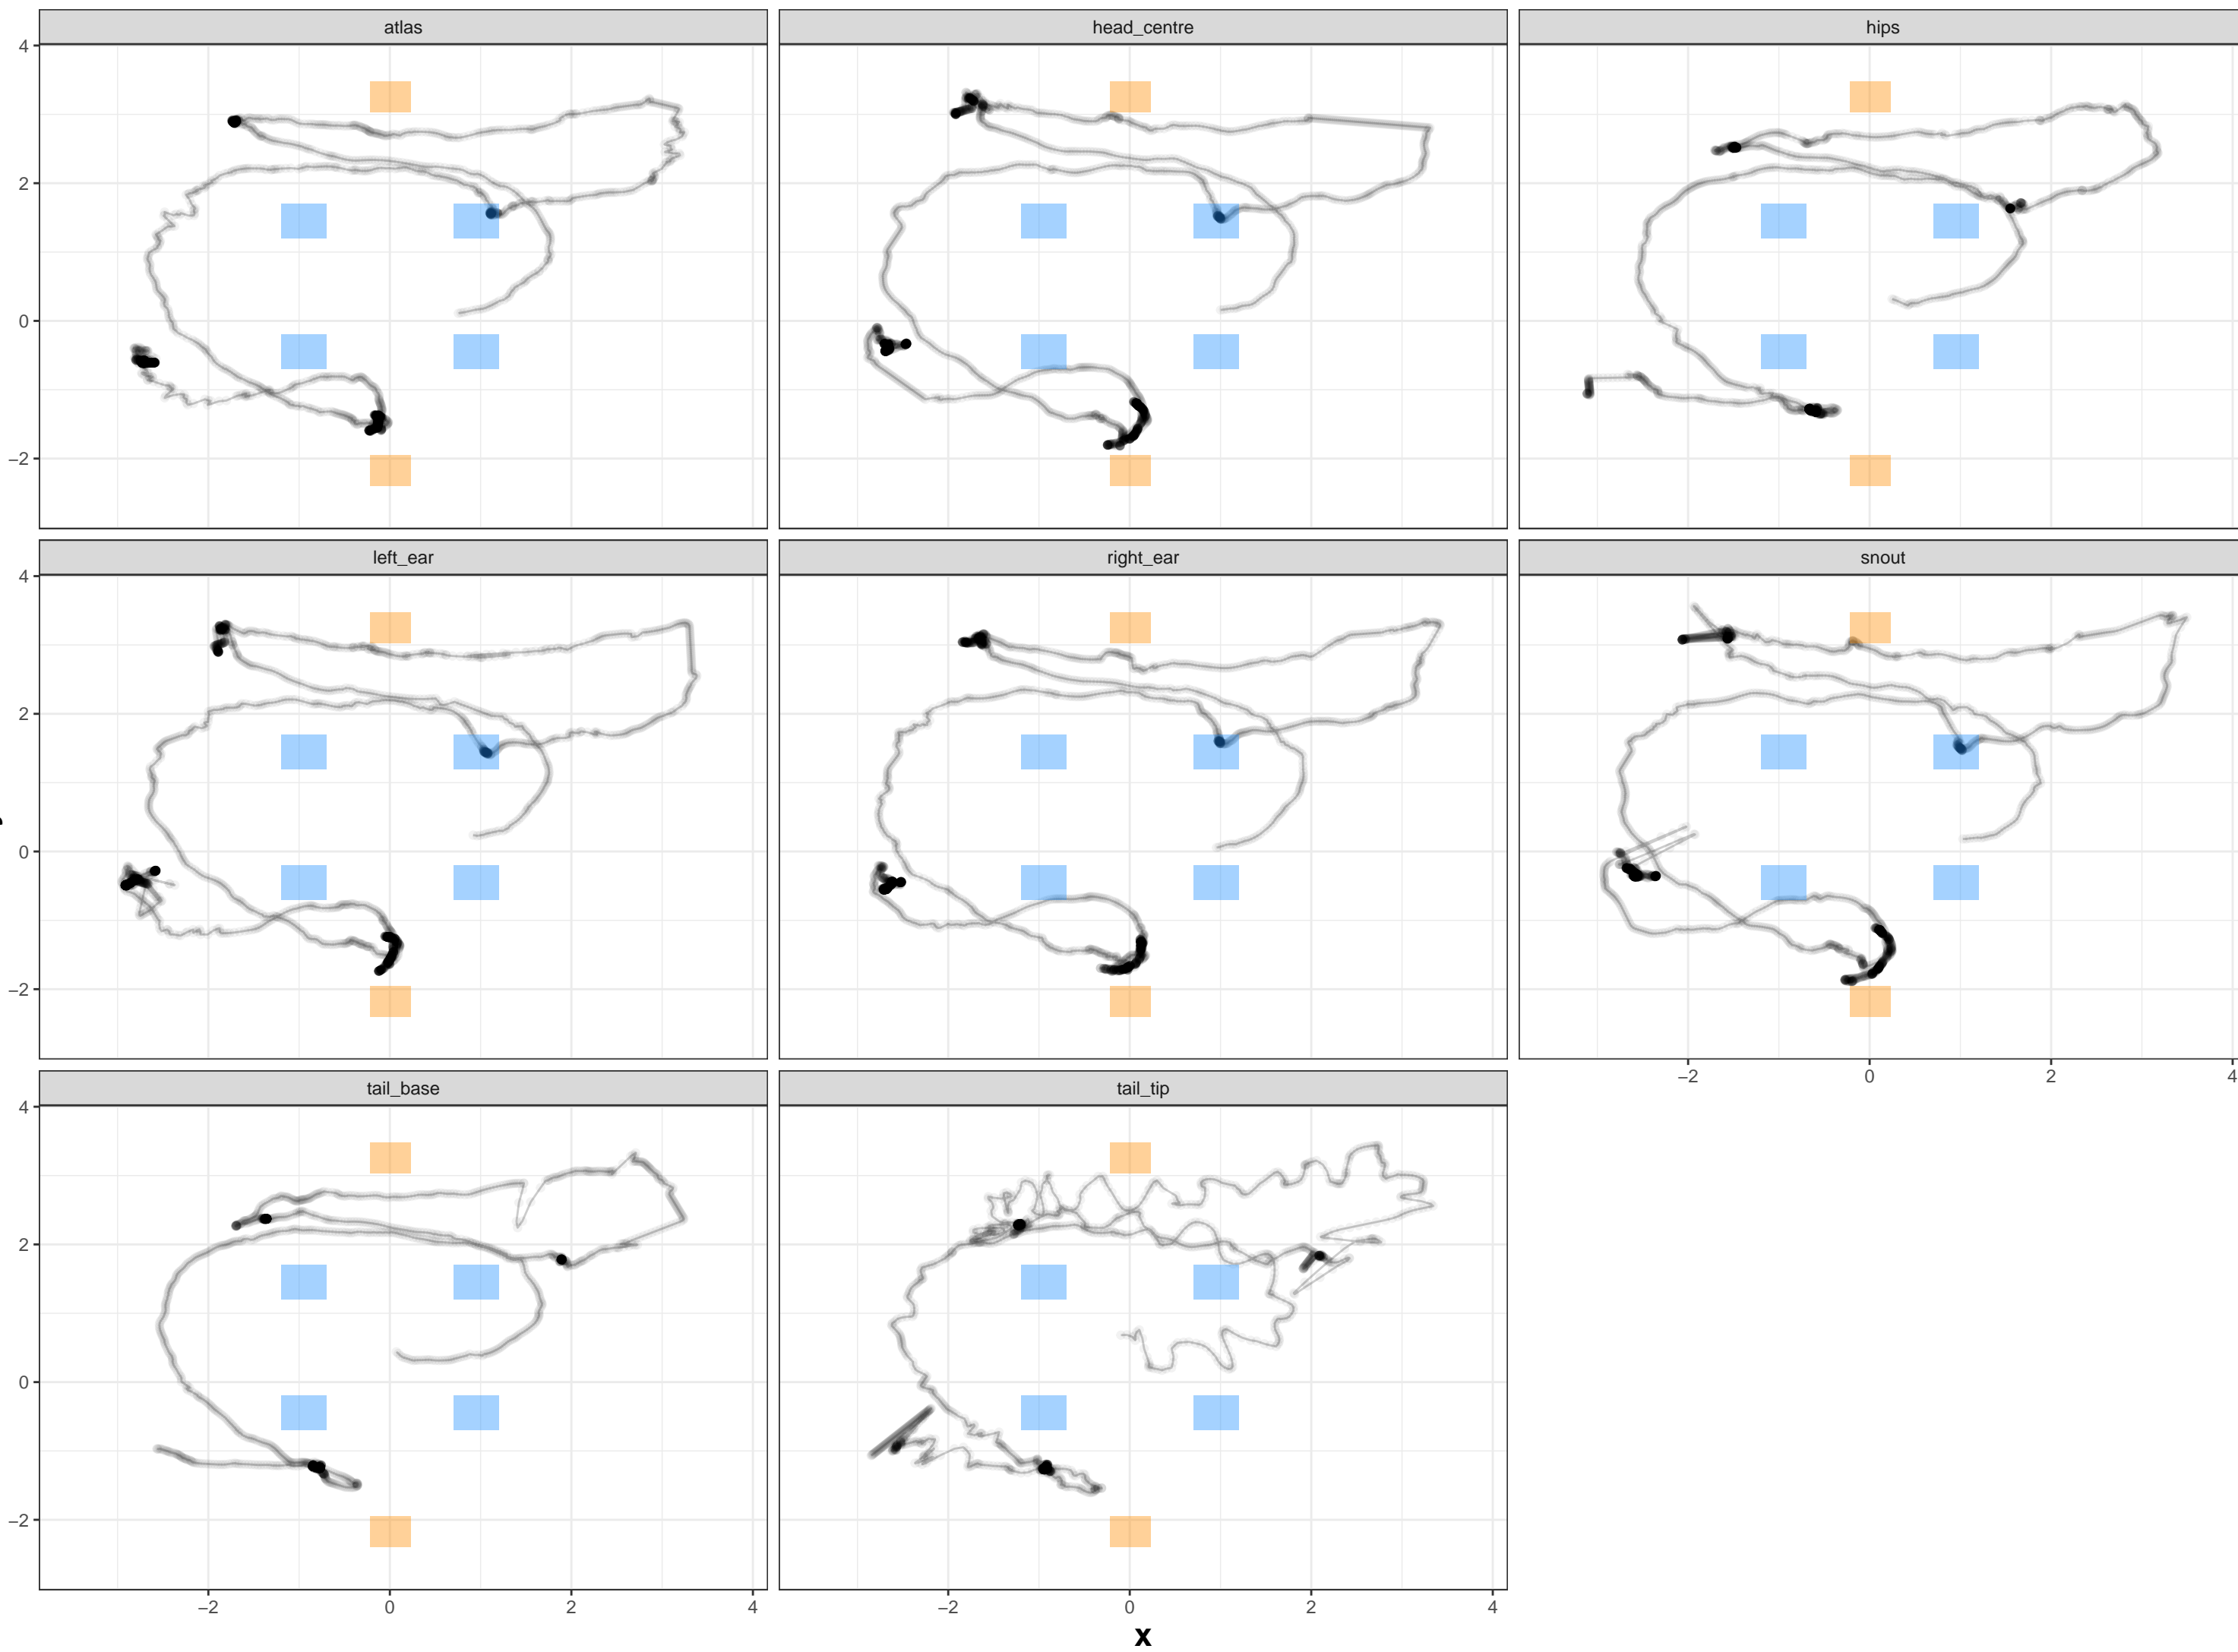 atlas head_centre hips
4
2
0
−2
left_ear right_ear snout
4
2
0
−2
−2 0 2 4
tail_base tail_tip
4
2
0
−2
−2 0 2 4 −2 0 2 4
x